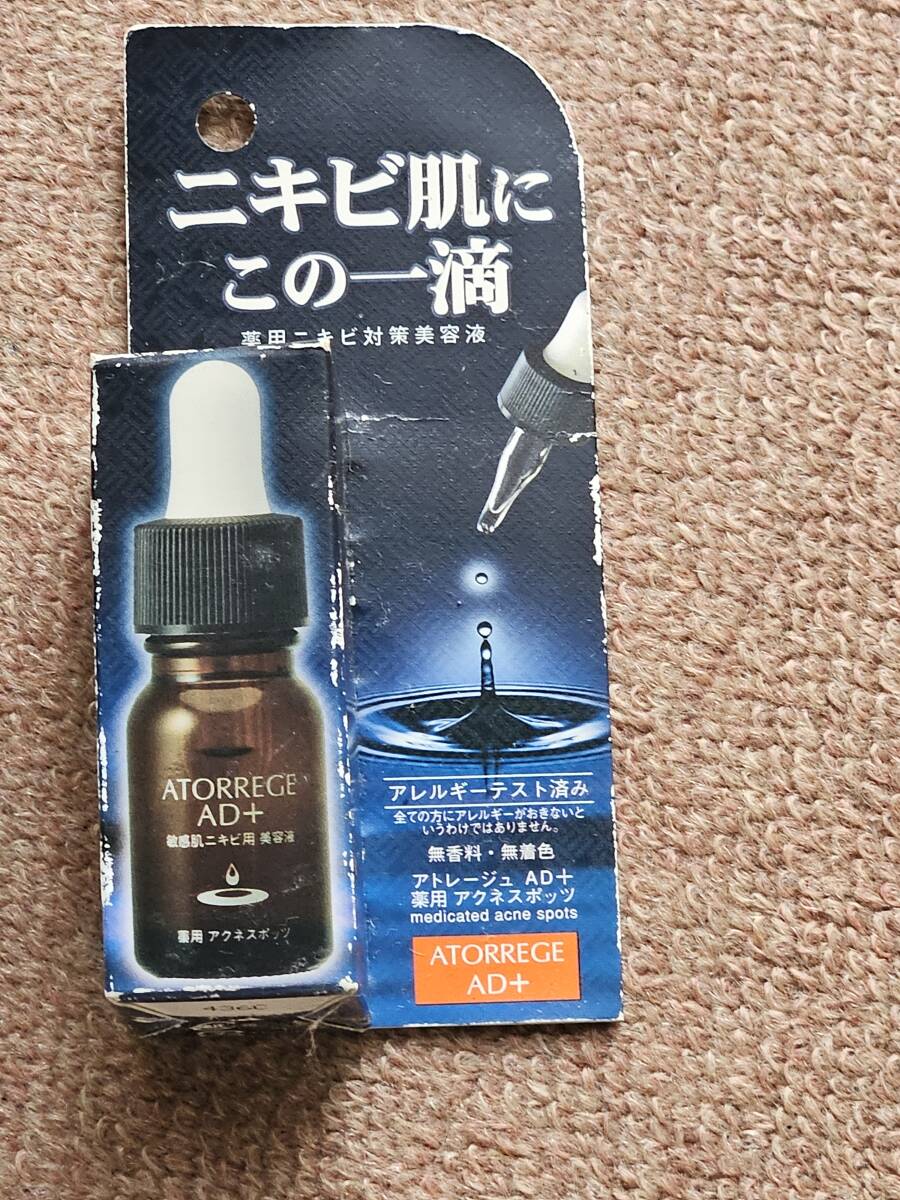 ニキビ肌に
この一滴
薬用ニキビ対策美容液
ATORREGE
AD+
敏感肌ニキビ用 美容液
薬用 アクネスポッツ
アレルギーテスト済み
全ての方にアレルギーがおきないと
いうわけではありません。
無香料・無着色
アトレージュ AD+
薬用 アクネスポッツ
medicated acne spots
ATORREGE
AD+